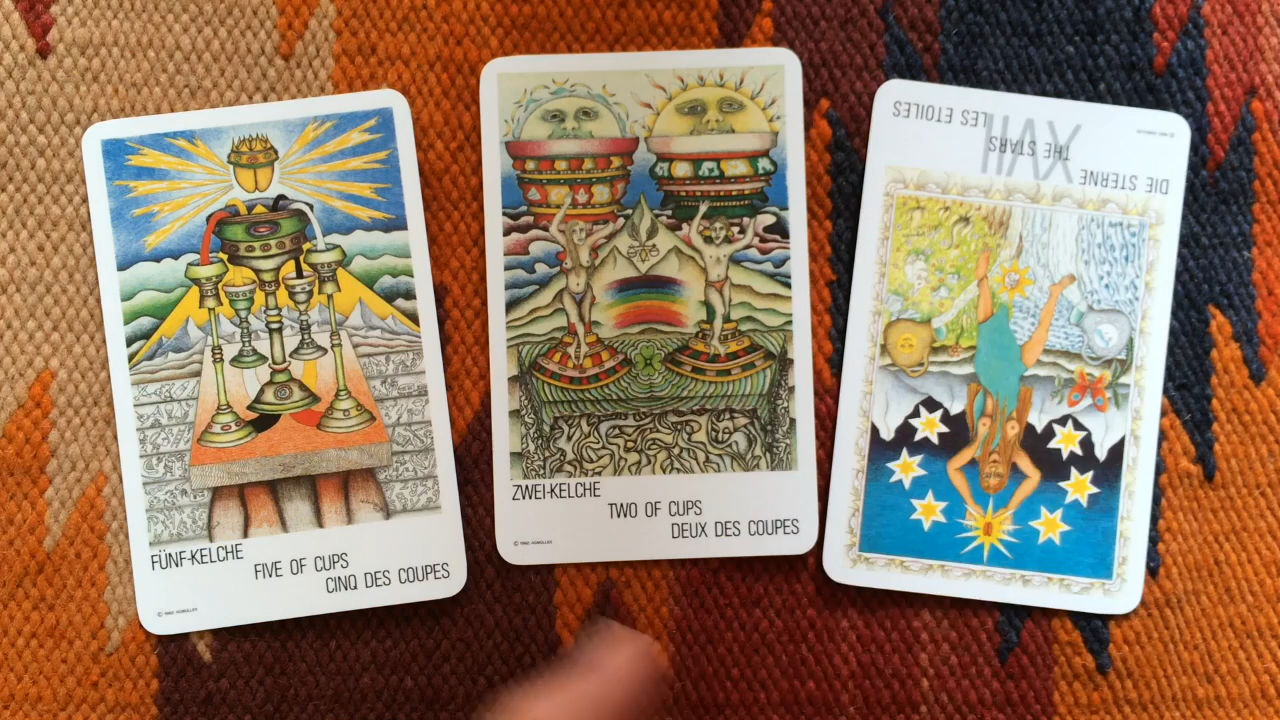 FÜNF-KELCHE
FIVE OF CUPS
CINQ DES COUPES
ZWEI-KELCHE
TWO OF CUPS
DEUX DES COUPES
DIE STERNE
XVII
THE STARS
LES ETOILES